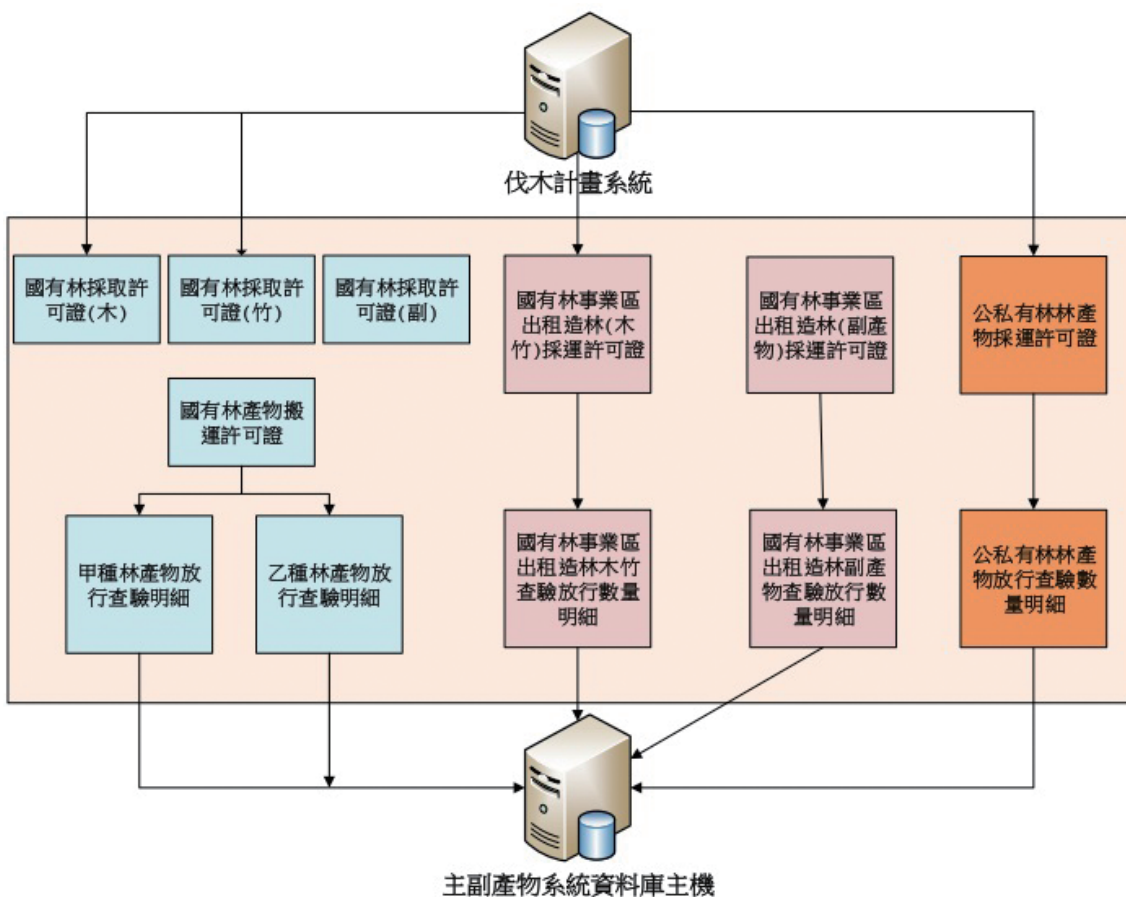 伐木計畫系統
國有林採取許
可證(木)
國有林採取許
可證(竹)
國有林採取許
可證(副)
國有林事業區
出租造林(木
竹)採運許可證
國有林事業區
出租造林(副產
物)採運許可證
公私有林林產
物採運許可證
國有林產物搬
運許可證
甲種林產物放
行查驗明細
乙種林產物放
行查驗明細
國有林事業區
出租造林木竹
查驗放行數量
明細
國有林事業區
出租造林副產
物查驗放行數
量明細
公私有林林產
物放行查驗數
量明細
主副產物系統資料庫主機